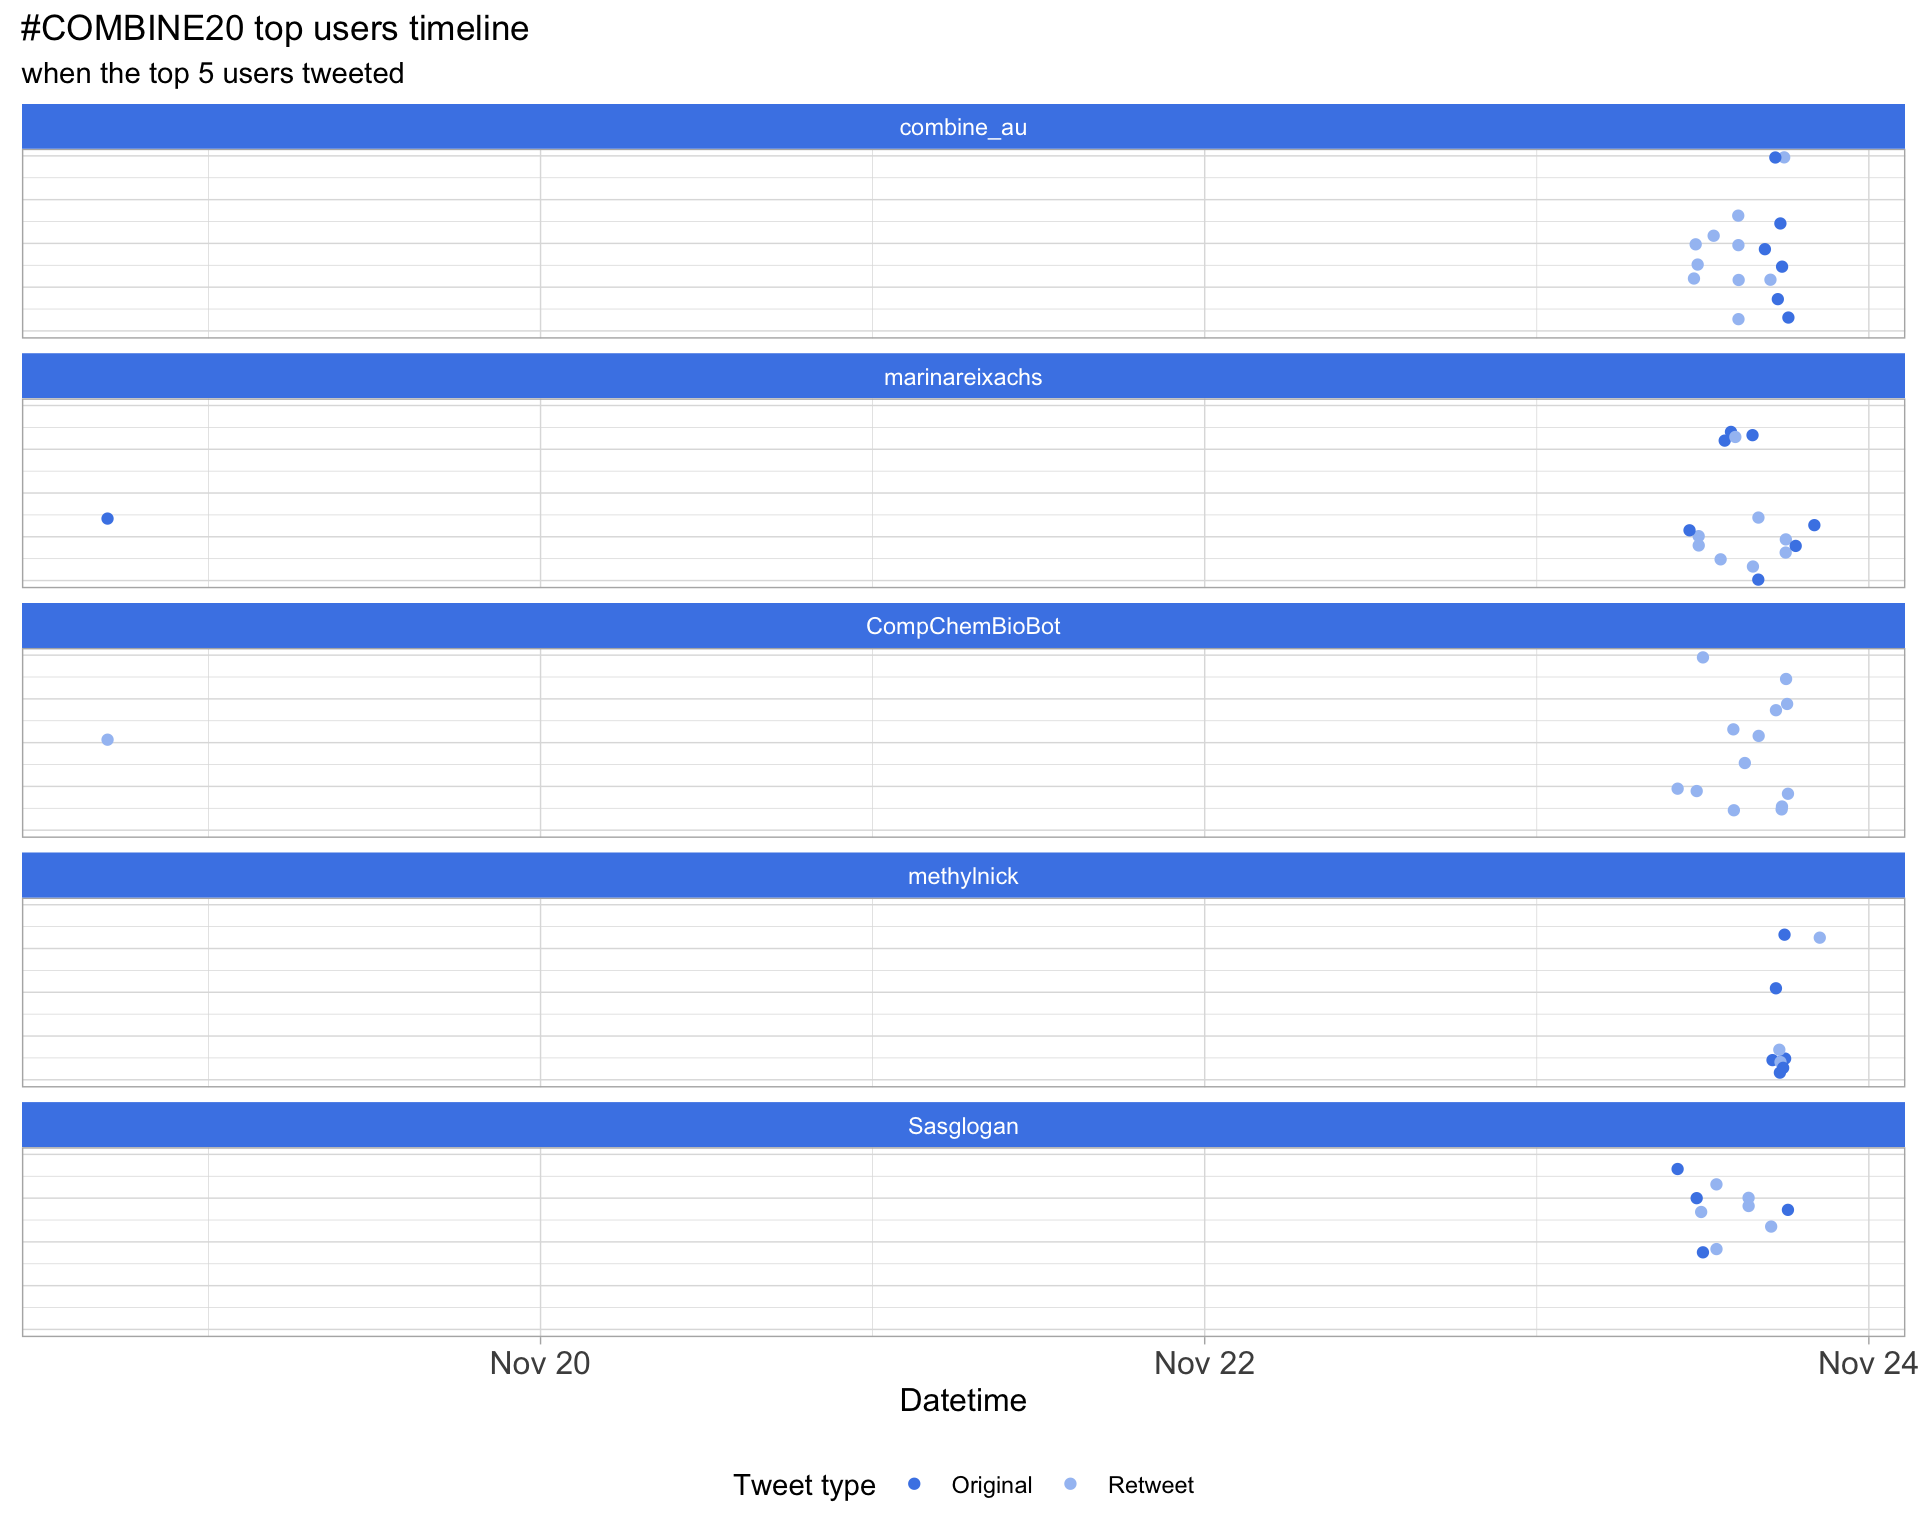 #COMBINE20 top users timeline
when the top 5 users tweeted
combine_au
marinareixachs
CompChemBioBot
methylnick
Sasglogan
Nov 20 Nov 22 Nov 24
Datetime
Tweet type Original Retweet